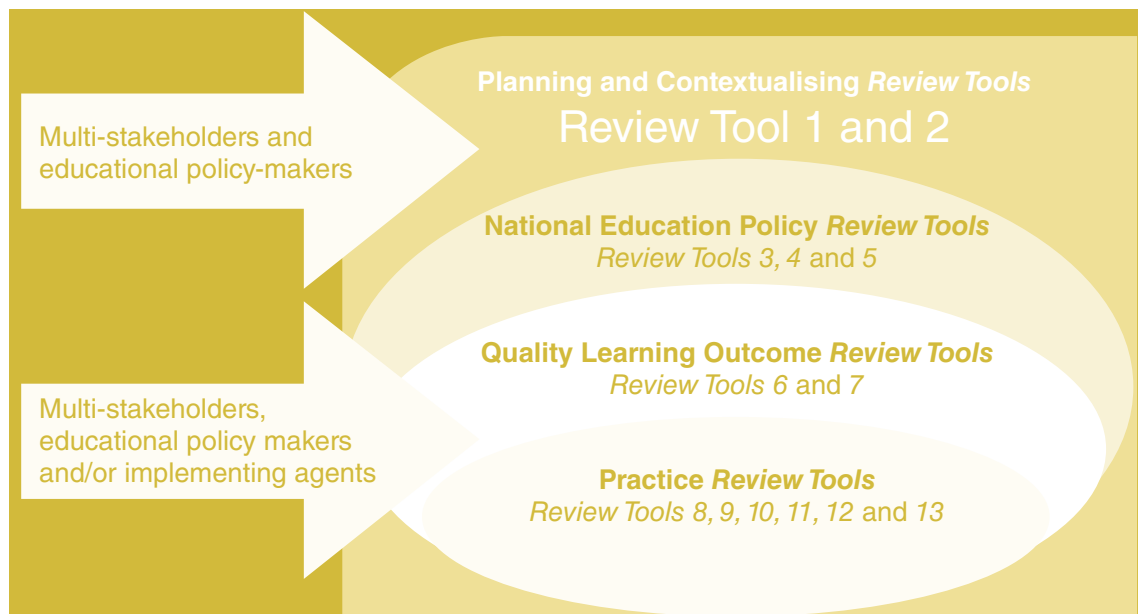 Planning and Contextualising Review Tools
Review Tool 1 and 2
Multi-stakeholders and
educational policy-makers
National Education Policy Review Tools
Review Tools 3, 4 and 5
Quality Learning Outcome Review Tools
Review Tools 6 and 7
Multi-stakeholders,
educational policy makers
and/or implementing agents
Practice Review Tools
Review Tools 8, 9, 10, 11, 12 and 13